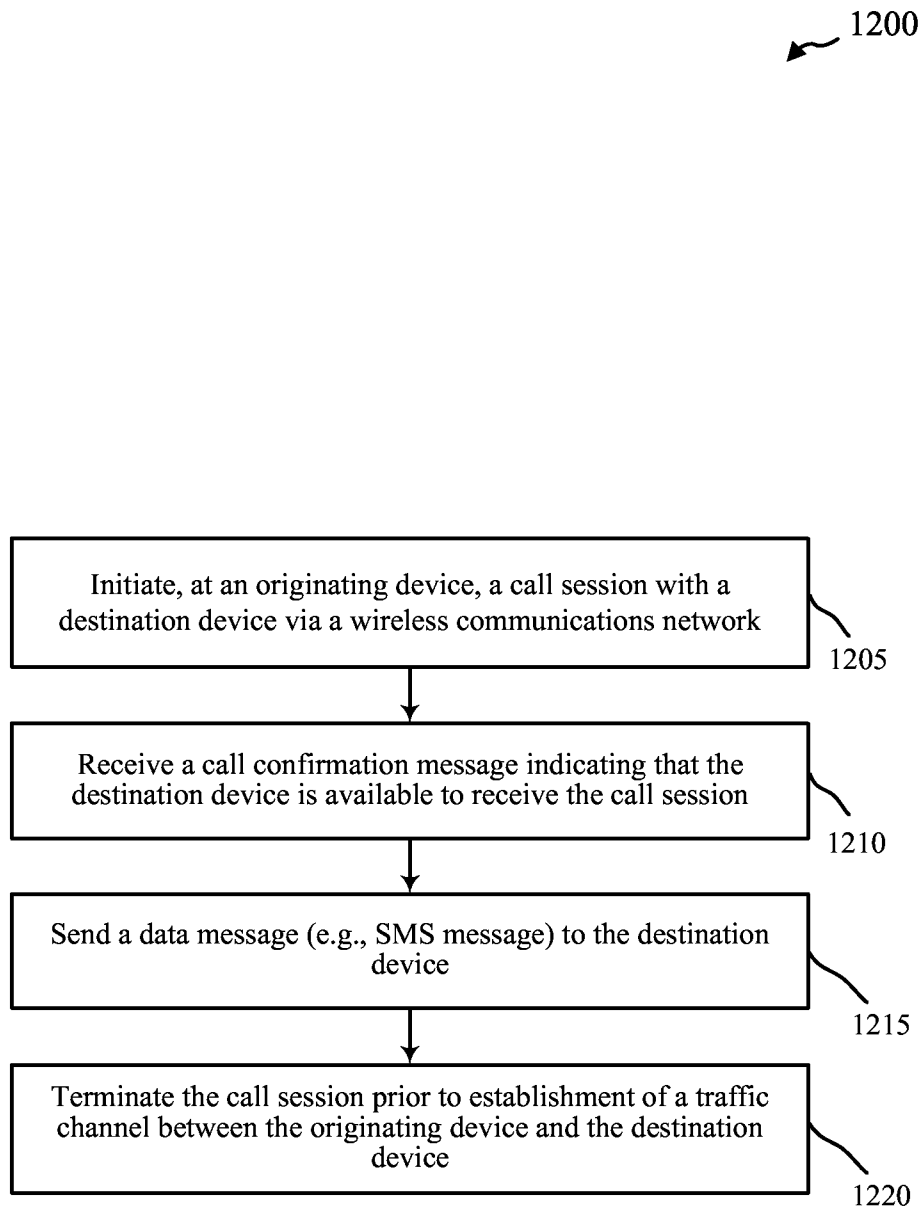 1200
Initiate, at an originating device, a call session with a
destination device via a wireless communications network
1205
Receive a call confirmation message indicating that the
destination device is available to receive the call session
1210
Send a data message (e.g., SMS message) to the destination
device
1215
Terminate the call session prior to establishment of a traffic
channel between the originating device and the destination
device
1220